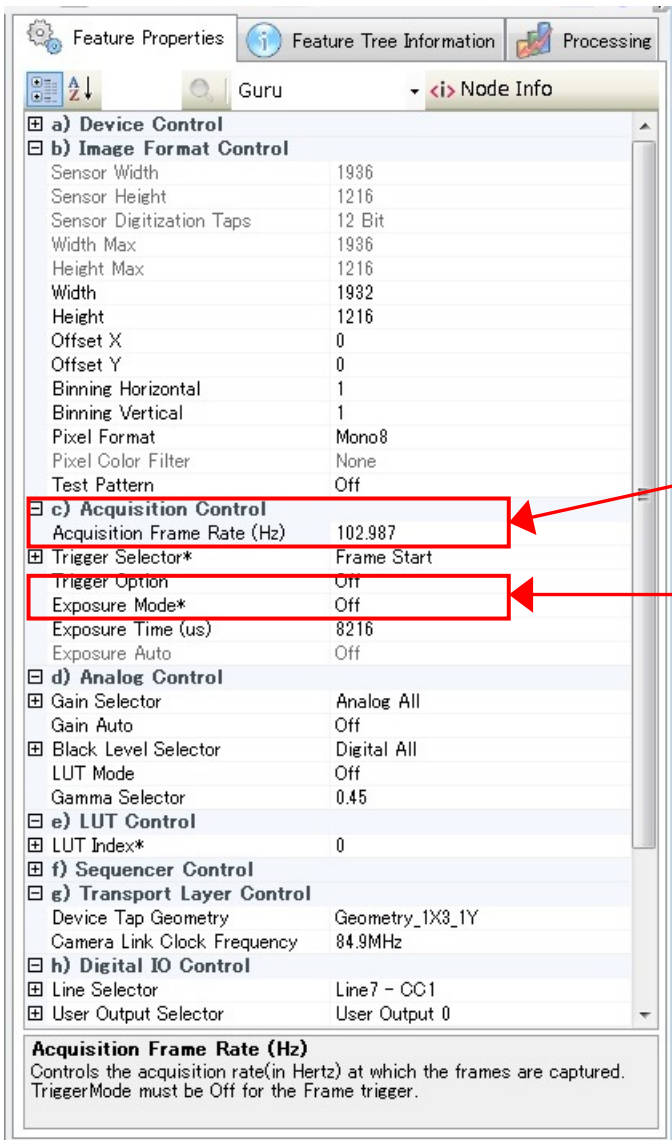 Feature Properties Feature Tree Information Processing
Guru <i> Node Info
a) Device Control
b) Image Format Control
Sensor Width 1936
Sensor Height 1216
Sensor Digitization Taps 12 Bit
Width Max 1936
Height Max 1216
Width 1932
Height 1216
Offset X 0
Offset Y 0
Binning Horizontal 1
Binning Vertical 1
Pixel Format Mono8
Pixel Color Filter None
Test Pattern Off
c) Acquisition Control
Acquisition Frame Rate (Hz) 102.987
Trigger Selector* Frame Start
Trigger Option Off
Exposure Mode* Off
Exposure Time (us) 8216
Exposure Auto Off
d) Analog Control
Gain Selector Analog All
Gain Auto Off
Black Level Selector Digital All
LUT Mode Off
Gamma Selector 0.45
e) LUT Control
LUT Index* 0
f) Sequencer Control
g) Transport Layer Control
Device Tap Geometry Geometry_1X3_1Y
Camera Link Clock Frequency 84.9MHz
h) Digital IO Control
Line Selector Line7 - CC1
User Output Selector User Output 0
Acquisition Frame Rate (Hz)
Controls the acquisition rate(in Hertz) at which the frames are captured.
TriggerMode must be Off for the Frame trigger.